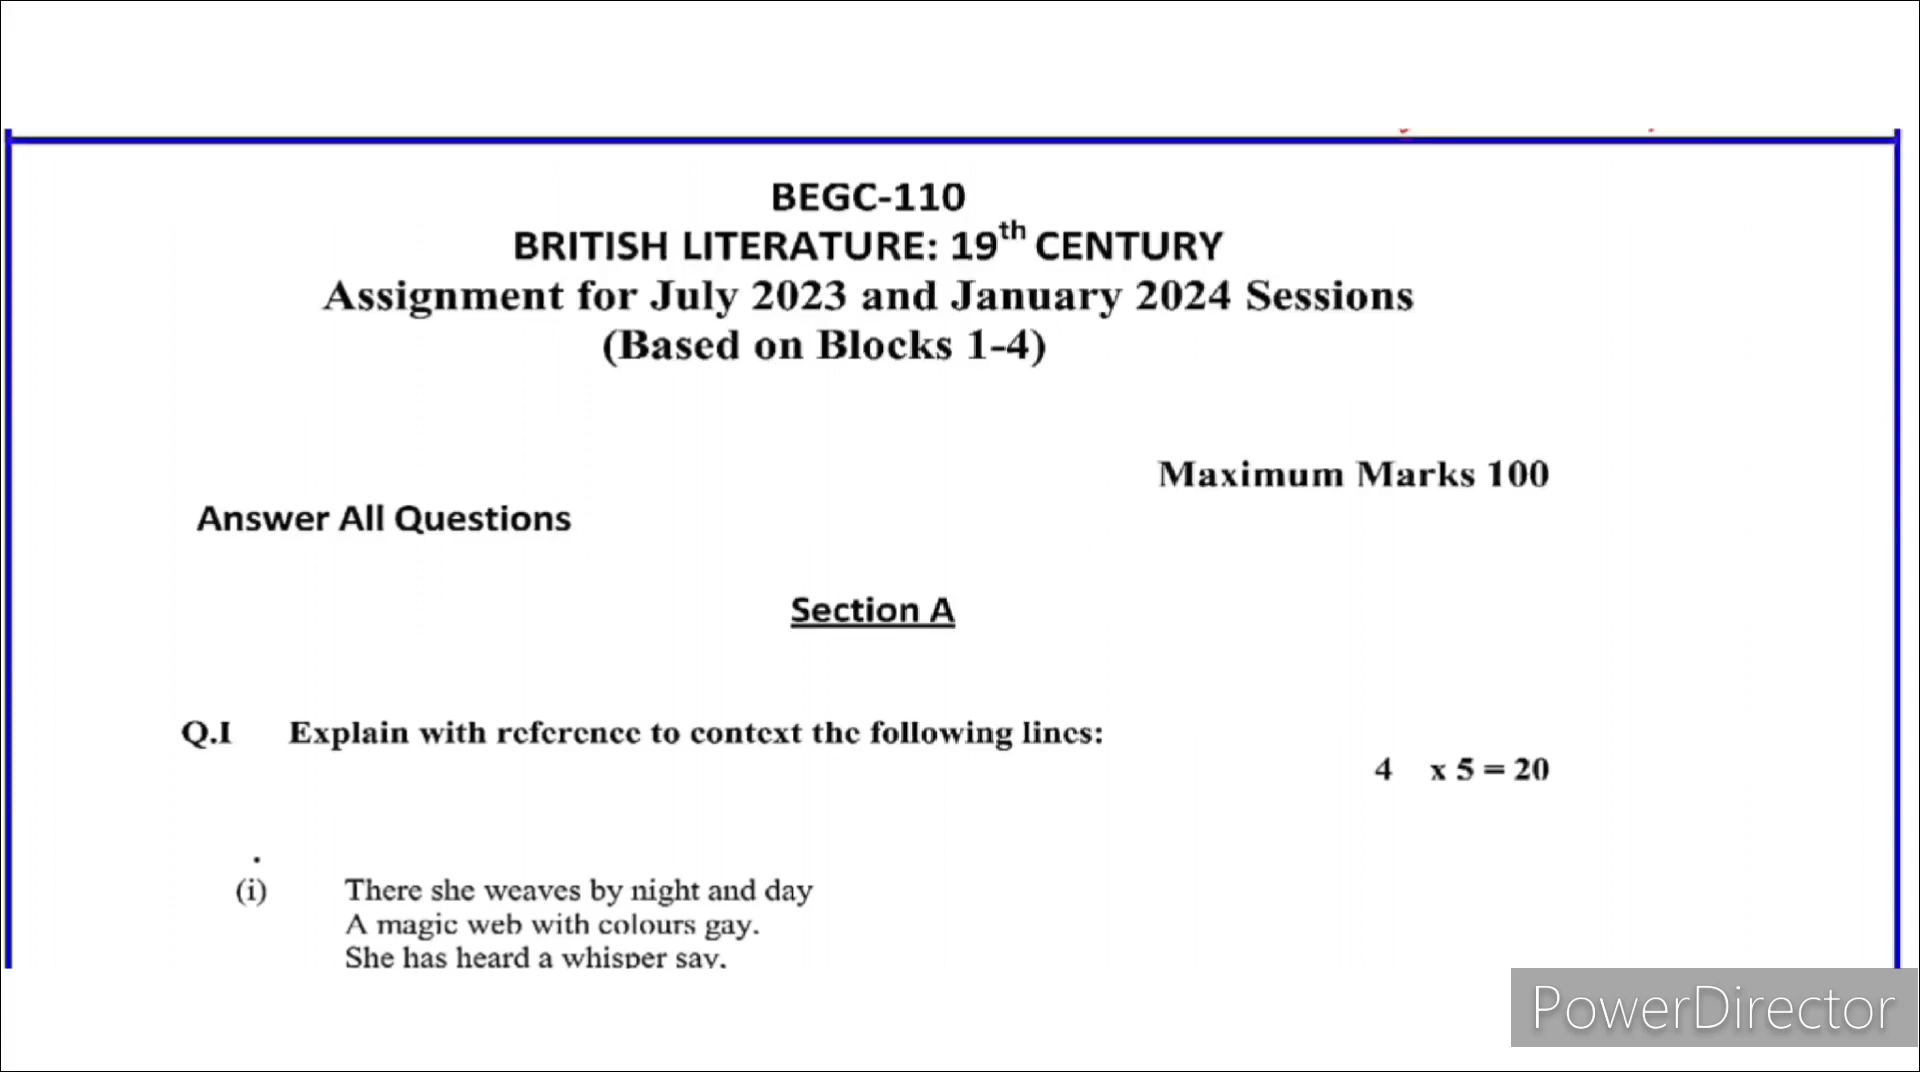 BEGC-110
BRITISH LITERATURE: 19th CENTURY
Assignment for July 2023 and January 2024 Sessions
(Based on Blocks 1-4)
Maximum Marks 100
Answer All Questions
Section A
Q.I Explain with reference to context the following lines:
4 x 5 = 20
(i) There she weaves by night and day
A magic web with colours gay.
She has heard a whisper say,
PowerDirector